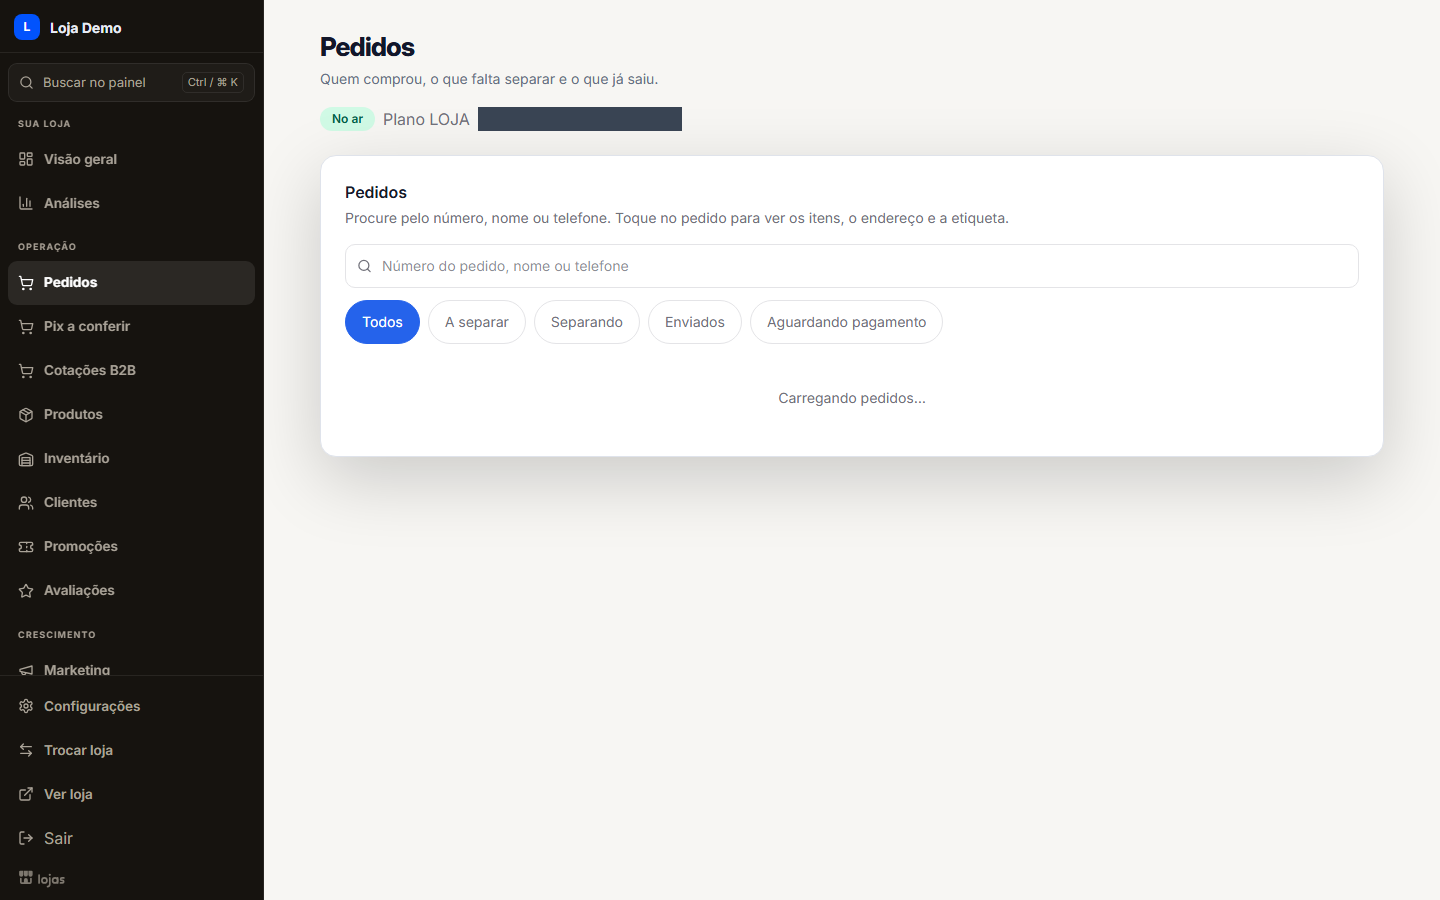 L Loja Demo
Buscar no painel Ctrl / ⌘ K
SUA LOJA
Visão geral
Análises
OPERAÇÃO
Pedidos
Pix a conferir
Cotações B2B
Produtos
Inventário
Clientes
Promoções
Avaliações
CRESCIMENTO
Marketing
Configurações
Trocar loja
Ver loja
Sair
lojas
Pedidos
Quem comprou, o que falta separar e o que já saiu.
No ar Plano LOJA
Pedidos
Procure pelo número, nome ou telefone. Toque no pedido para ver os itens, o endereço e a etiqueta.
Número do pedido, nome ou telefone
Todos A separar Separando Enviados Aguardando pagamento
Carregando pedidos...